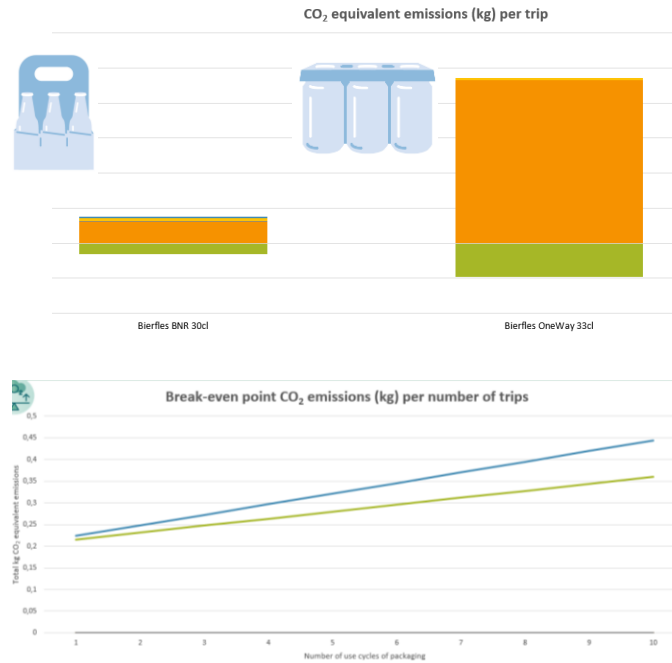 CO₂ equivalent emissions (kg) per trip
Bierfles BNR 30cl
Bierfles OneWay 33cl
Break-even point CO₂ emissions (kg) per number of trips
Total kg CO₂ equivalent emissions
0,5
0,45
0,4
0,35
0,3
0,25
0,2
0,15
0,1
0,05
0
1 2 3 4 5 6 7 8 9 10
Number of use cycles of packaging